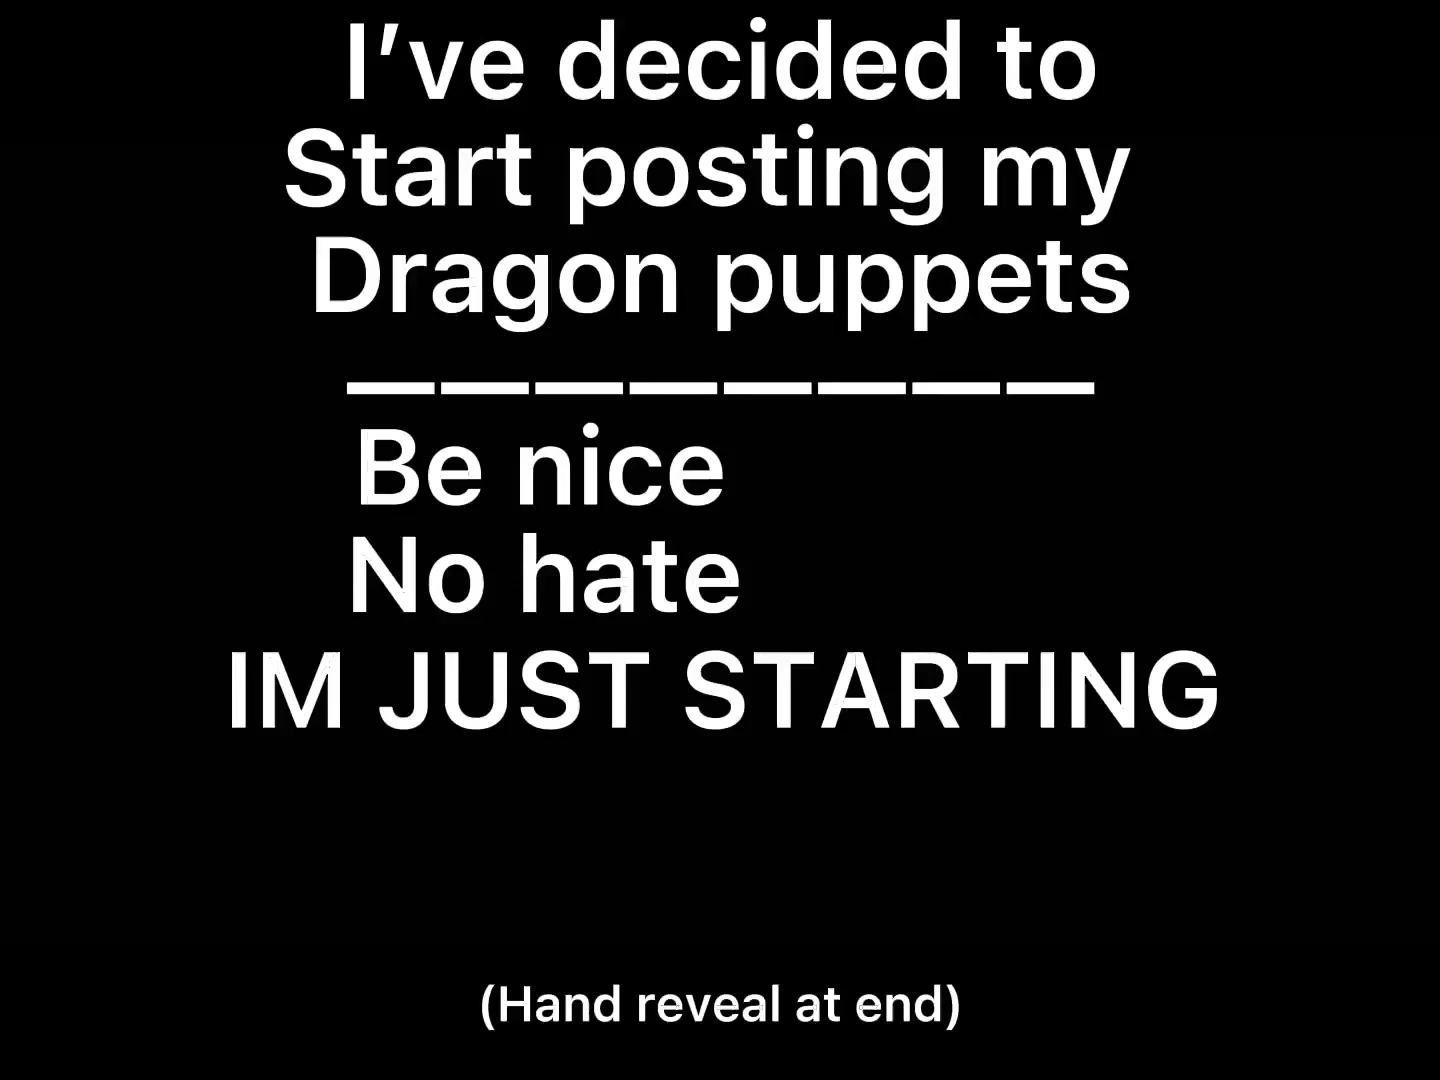 I’ve decided to
Start posting my
Dragon puppets
————————
Be nice
No hate
IM JUST STARTING
(Hand reveal at end)